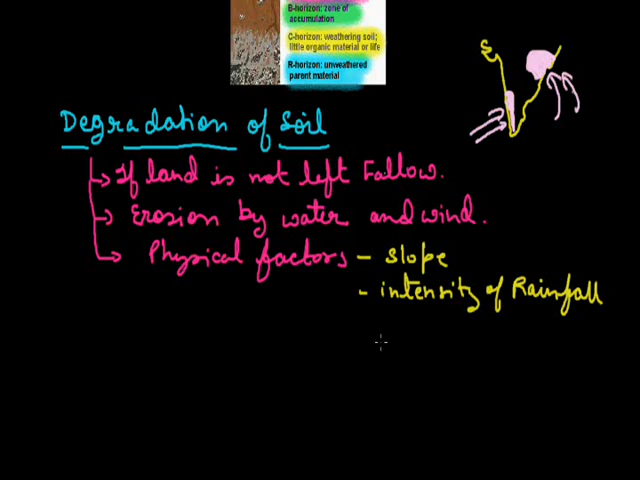 B-horizon: zone of
accumulation
C-horizon: weathering soil;
little organic material or life
R-horizon: unweathered
parent material
Degradation of Soil
If land is not left Fallow.
Erosion by water and wind.
Physical factors - slope
- intensity of Rainfall